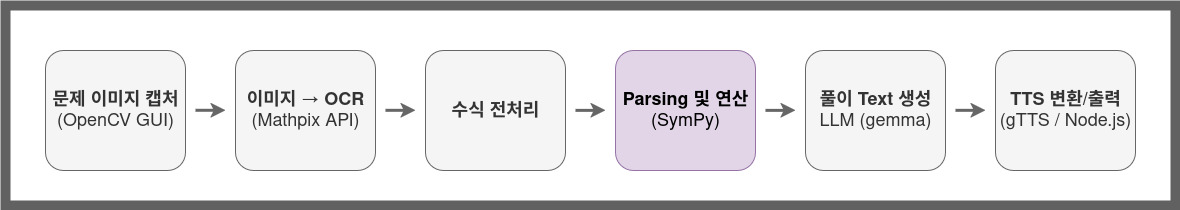 문제 이미지 캡처
(OpenCV GUI)
이미지 → OCR
(Mathpix API)
수식 전처리
Parsing 및 연산
(SymPy)
풀이 Text 생성
LLM (gemma)
TTS 변환/출력
(gTTS / Node.js)